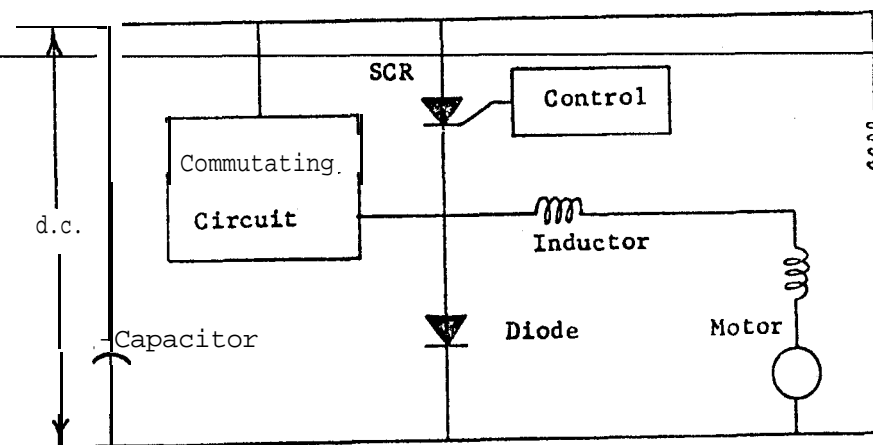 SCR
Control
Commutating
Circuit
d.c.
Inductor
Diode
Motor
Capacitor